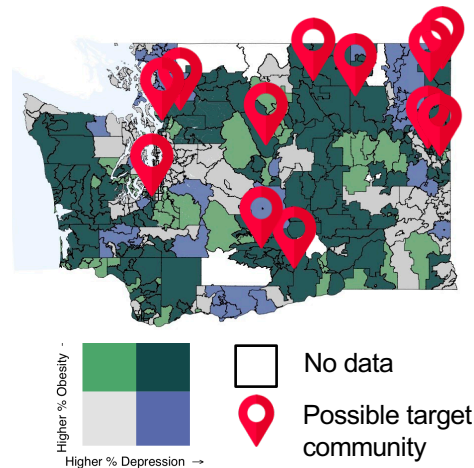 No data
Possible target
community
Higher % Obesity -
Higher % Depression →